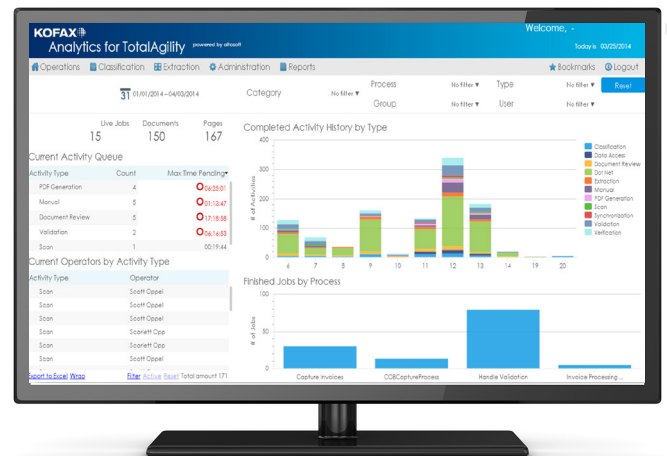 KOFAX
Analytics for TotalAgility powered by altosoft
Welcome, -
Today is 03/25/2014
Operations Classification Extraction Administration Reports
Bookmarks Logout
31 01/01/2014 - 04/03/2014
Category No filter ▼
Process No filter ▼ Type No filter ▼ Reset
Group No filter ▼ User No filter ▼
Live Jobs Documents Pages
15 150 167
Current Activity Queue
Activity Type Count Max Time Pending▾
PDF Generation 4 06:25:01
Manual 5 01:13:47
Document Review 5 17:18:58
Validation 2 06:16:53
Scan 1 00:19:44
Current Operators by Activity Type
Activity Type Operator
Scan Scott Oppel
Scan Scott Oppel
Scan Scott Oppel
Scan Scarlett Opp
Scan Scarlett Opp
Scan Scott Oppel
Export to Excel Wrap Filter Active Reset Total amount 171
Completed Activity History by Type
# of Activities
400
300
200
100
0
6 7 8 9 10 11 12 13 14 19 20
Classification
Data Access
Document Review
Dot Net
Extraction
Manual
PDF Generation
Scan
Synchronization
Validation
Verification
Finished Jobs by Process
# of Jobs
100
50
0
Capture Invoices COBCaptureProcess Handle Validation Invoice Processing ...